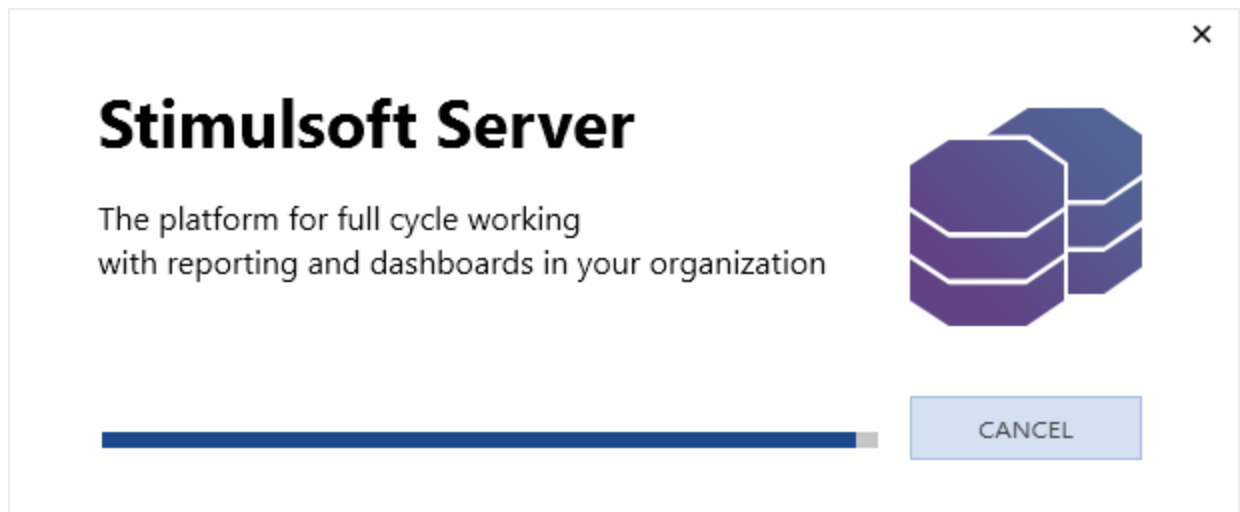 Stimulsoft Server
The platform for full cycle working
with reporting and dashboards in your organization
CANCEL